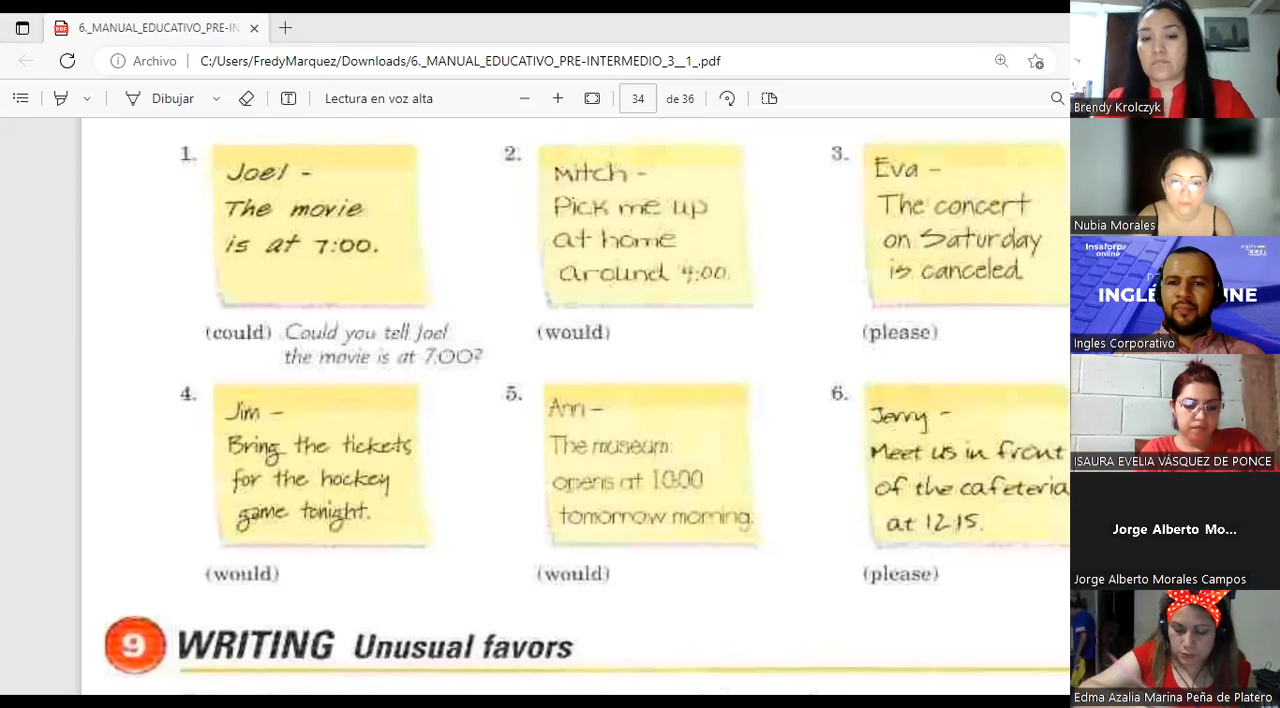 6._MANUAL_EDUCATIVO_PRE-IN
Archivo
C:/Users/FredyMarquez/Downloads/6._MANUAL_EDUCATIVO_PRE-INTERMEDIO_3__1_.pdf
Dibujar
Lectura en voz alta
34
de 36
1.
Joel -
The movie
is at 7:00.
(could) Could you tell Joel
the movie is at 7:00?
2.
Mitch -
Pick me up
at home
around 4:00.
(would)
3.
Eva -
The concert
on Saturday
is canceled.
(please)
4.
Jim -
Bring the tickets
for the hockey
game tonight.
(would)
5.
Ann -
The museum
opens at 10:00
tomorrow morning.
(would)
6.
Jerry -
Meet us in front
of the cafeteria
at 12:15.
(please)
9 WRITING Unusual favors
Brendy Krolczyk
Nubia Morales
Insaforp
online
INGLÉ
INE
Ingles Corporativo
ISAURA EVELIA VÁSQUEZ DE PONCE
Jorge Alberto Mo...
Jorge Alberto Morales Campos
Edma Azalia Marina Peña de Platero